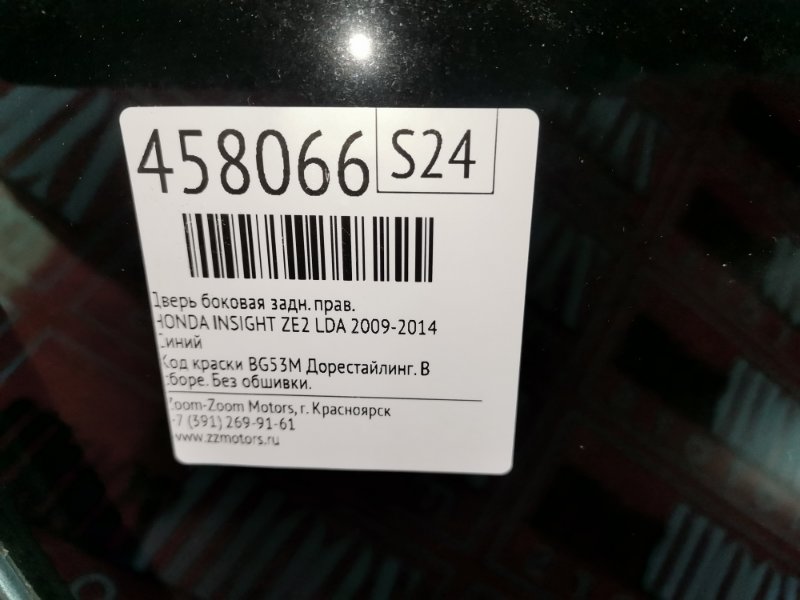 458066 S24
Дверь боковая задн. прав.
HONDA INSIGHT ZE2 LDA 2009-2014
Синий
Код краски BG53M Дорестайлинг. В
сборе. Без обшивки.
Zoom-Zoom Motors, г. Красноярск
+7 (391) 269-91-61
www.zzmotors.ru